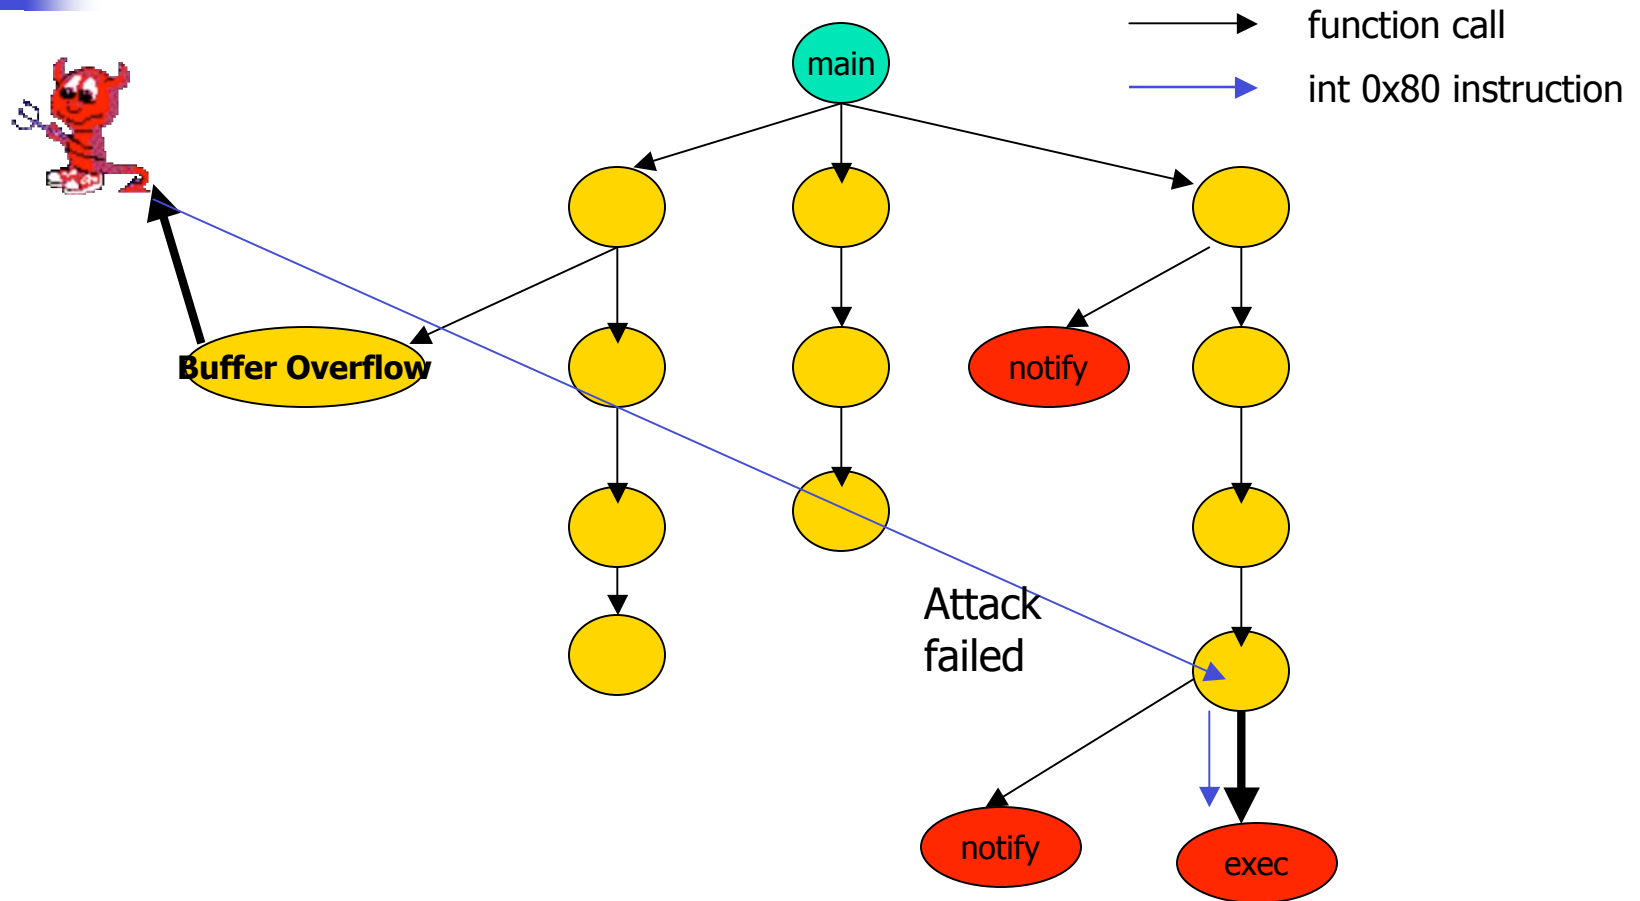 function call
main
int 0x80 instruction
Buffer Overflow
notify
Attack
failed
notify
exec